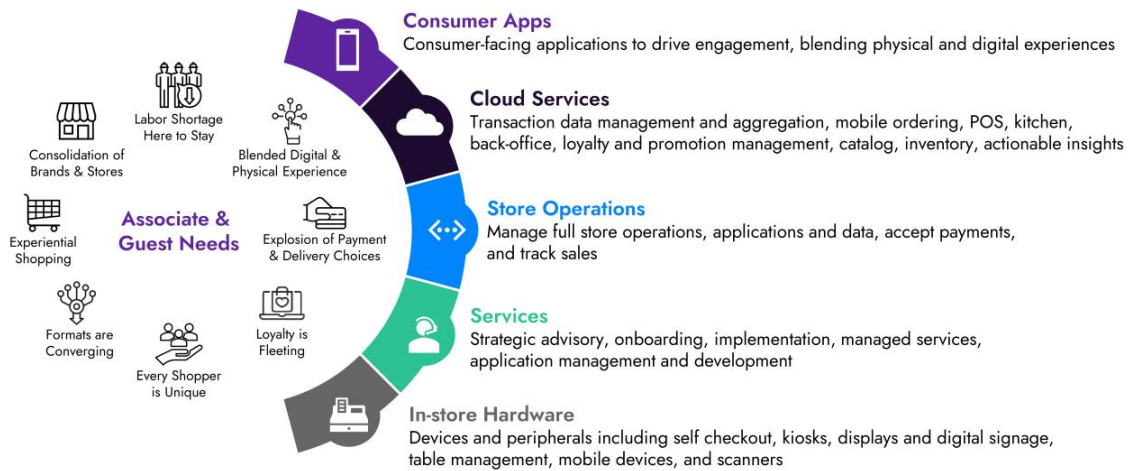 Labor Shortage
Here to Stay
Consolidation of
Brands & Stores
Blended Digital &
Physical Experience
Experiential
Shopping
Associate &
Guest Needs
Explosion of Payment
& Delivery Choices
Formats are
Converging
Loyalty is
Fleeting
Every Shopper
is Unique
Consumer Apps
Consumer-facing applications to drive engagement, blending physical and digital experiences
Cloud Services
Transaction data management and aggregation, mobile ordering, POS, kitchen,
back-office, loyalty and promotion management, catalog, inventory, actionable insights
Store Operations
Manage full store operations, applications and data, accept payments,
and track sales
Services
Strategic advisory, onboarding, implementation, managed services,
application management and development
In-store Hardware
Devices and peripherals including self checkout, kiosks, displays and digital signage,
table management, mobile devices, and scanners